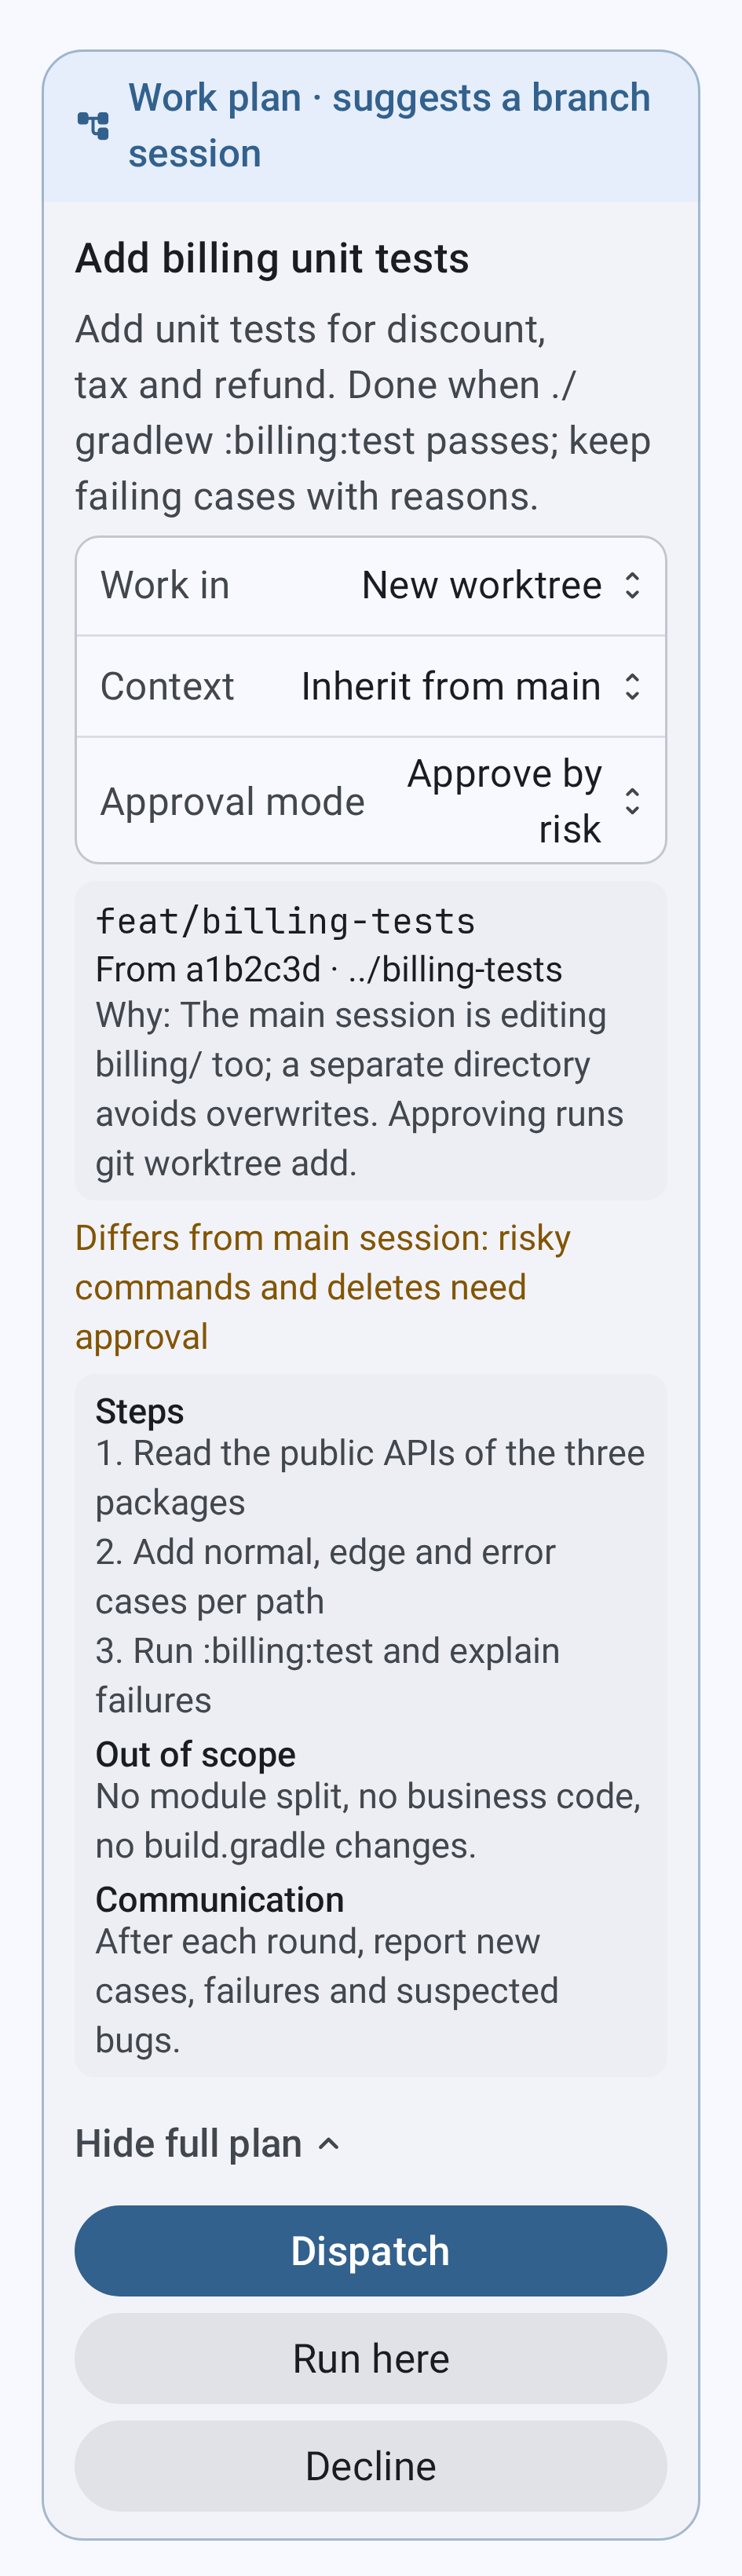 Work plan · suggests a branch
session
Add billing unit tests
Add unit tests for discount,
tax and refund. Done when ./
gradlew :billing:test passes; keep
failing cases with reasons.
Work in New worktree
Context Inherit from main
Approval mode Approve by
risk
feat/billing-tests
From a1b2c3d · ../billing-tests
Why: The main session is editing
billing/ too; a separate directory
avoids overwrites. Approving runs
git worktree add.
Differs from main session: risky
commands and deletes need
approval
Steps
1. Read the public APIs of the three
packages
2. Add normal, edge and error
cases per path
3. Run :billing:test and explain
failures
Out of scope
No module split, no business code,
no build.gradle changes.
Communication
After each round, report new
cases, failures and suspected
bugs.
Hide full plan
Dispatch
Run here
Decline